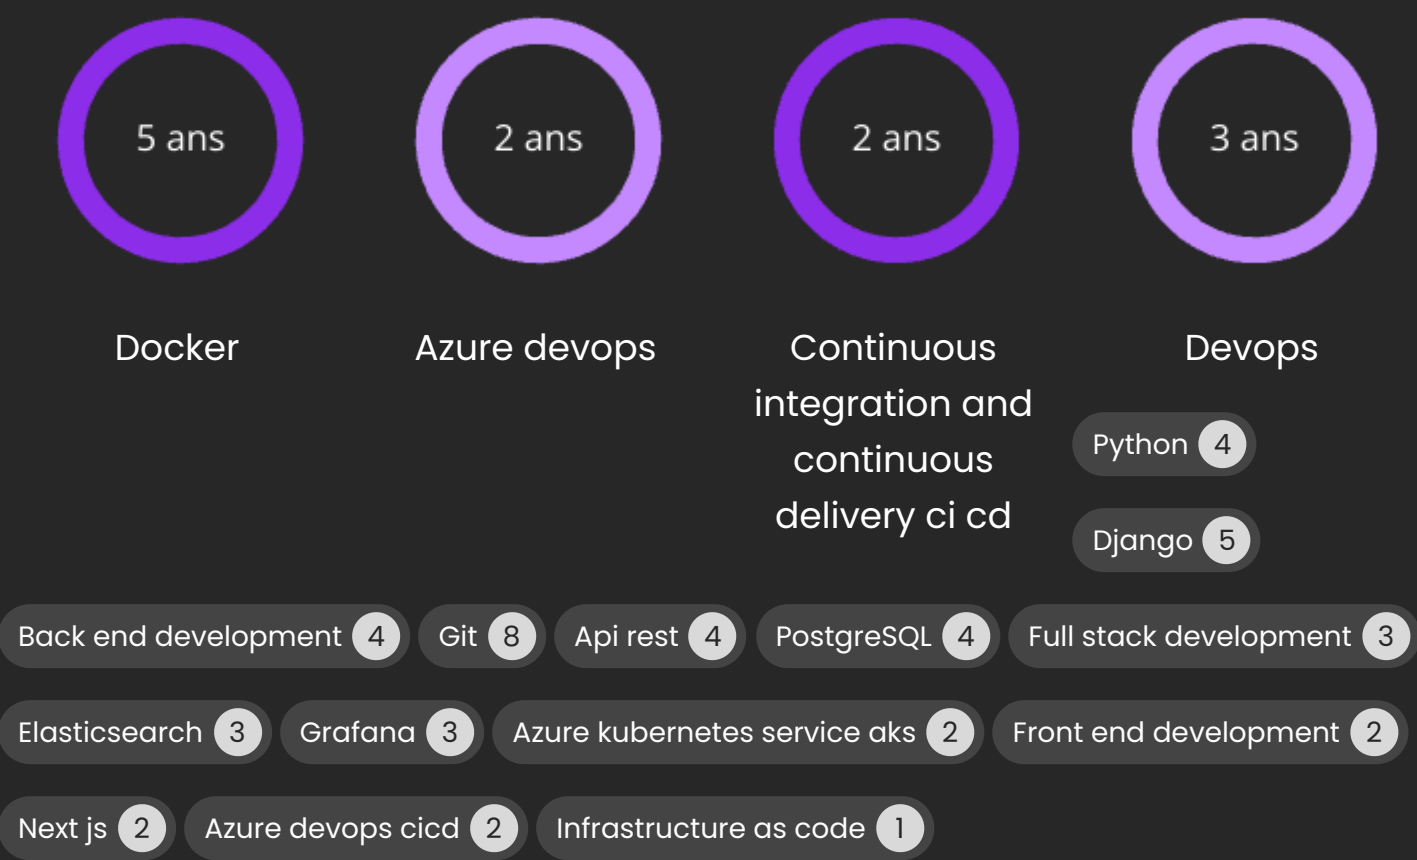 5 ans
2 ans
2 ans
3 ans
Docker
Azure devops
Continuous
integration and
continuous
delivery ci cd
Devops
Python 4
Django 5
Back end development 4
Git 8
Api rest 4
PostgreSQL 4
Full stack development 3
Elasticsearch 3
Grafana 3
Azure kubernetes service aks 2
Front end development 2
Next js 2
Azure devops cicd 2
Infrastructure as code 1